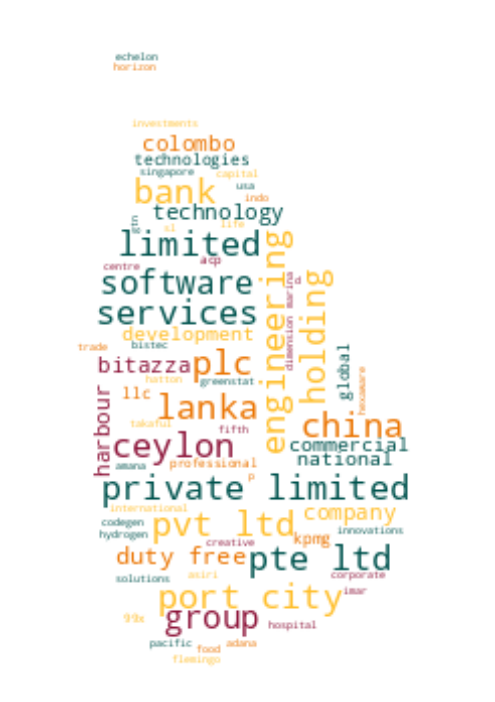 echelon
horizon
investments
colombo
technologies
singapore capital
bank usa
indo
technology
life
sl
limited
acp
centre
software
engineering
marina
d
dimension
holding
services
development
trade bistec
global
bitazza plc
hatton greenstat
hexaware
llc
lanka
harbour
takaful fifth
china
ceylon
commercial
national
amana professional
p
private limited
international company
codegen pvt ltd innovations
hydrogen creative kpmg
duty free pte ltd
solutions asiri corporate
port city imar
99x group hospital
pacific food adana
flemingo